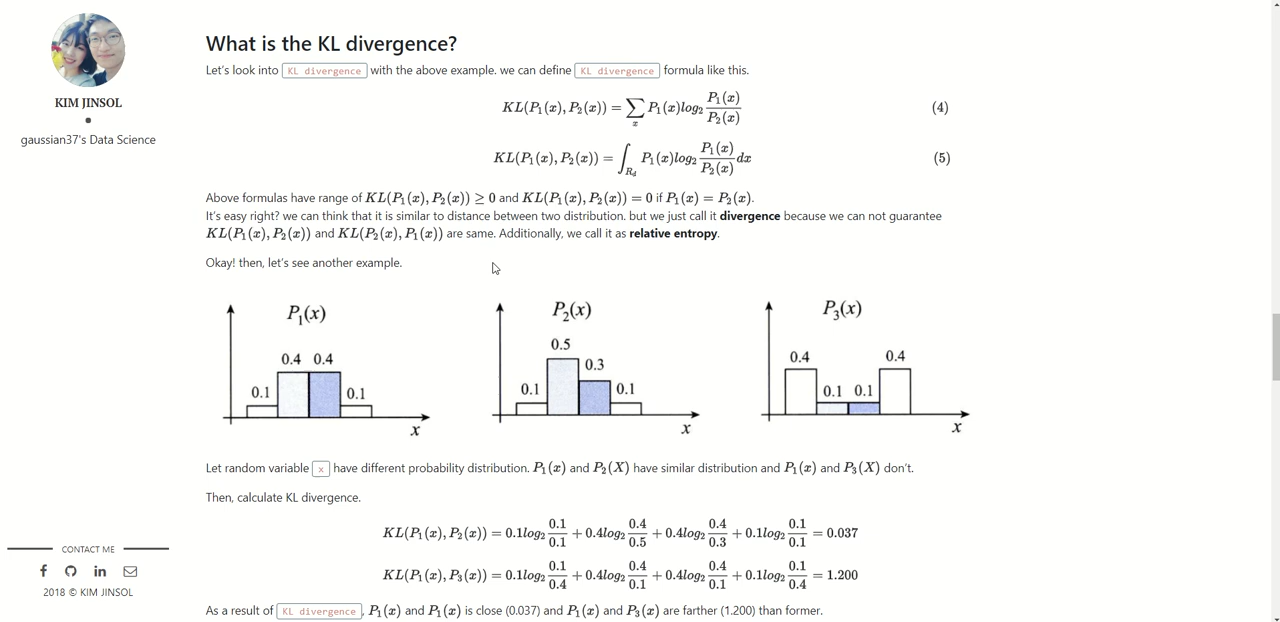 KIM JINSOL
gaussian37's Data Science
What is the KL divergence?
Let's look into KL divergence with the above example. we can define KL divergence formula like this.
KL(P₁(x), P₂(x)) = ∑ₓ P₁(x)log₂ P₁(x)/P₂(x) (4)
KL(P₁(x), P₂(x)) = ∫_{R_d} P₁(x)log₂ P₁(x)/P₂(x) dx (5)
Above formulas have range of KL(P₁(x), P₂(x)) ≥ 0 and KL(P₁(x), P₂(x)) = 0 if P₁(x) = P₂(x).
It's easy right? we can think that it is similar to distance between two distribution. but we just call it divergence because we can not guarantee
KL(P₁(x), P₂(x)) and KL(P₂(x), P₁(x)) are same. Additionally, we call it as relative entropy.
Okay! then, let's see another example.
P₁(x)
0.4 0.4
0.1 0.1
x
P₂(x)
0.5
0.3
0.1 0.1
x
P₃(x)
0.4 0.4
0.1 0.1
x
Let random variable x have different probability distribution. P₁(x) and P₂(X) have similar distribution and P₁(x) and P₃(X) don't.
Then, calculate KL divergence.
KL(P₁(x), P₂(x)) = 0.1log₂ 0.1/0.1 + 0.4log₂ 0.4/0.5 + 0.4log₂ 0.4/0.3 + 0.1log₂ 0.1/0.1 = 0.037
KL(P₁(x), P₃(x)) = 0.1log₂ 0.1/0.4 + 0.4log₂ 0.4/0.1 + 0.4log₂ 0.4/0.1 + 0.1log₂ 0.1/0.4 = 1.200
As a result of KL divergence, P₁(x) and P₁(x) is close (0.037) and P₁(x) and P₃(x) are farther (1.200) than former.
CONTACT ME
2018 © KIM JINSOL